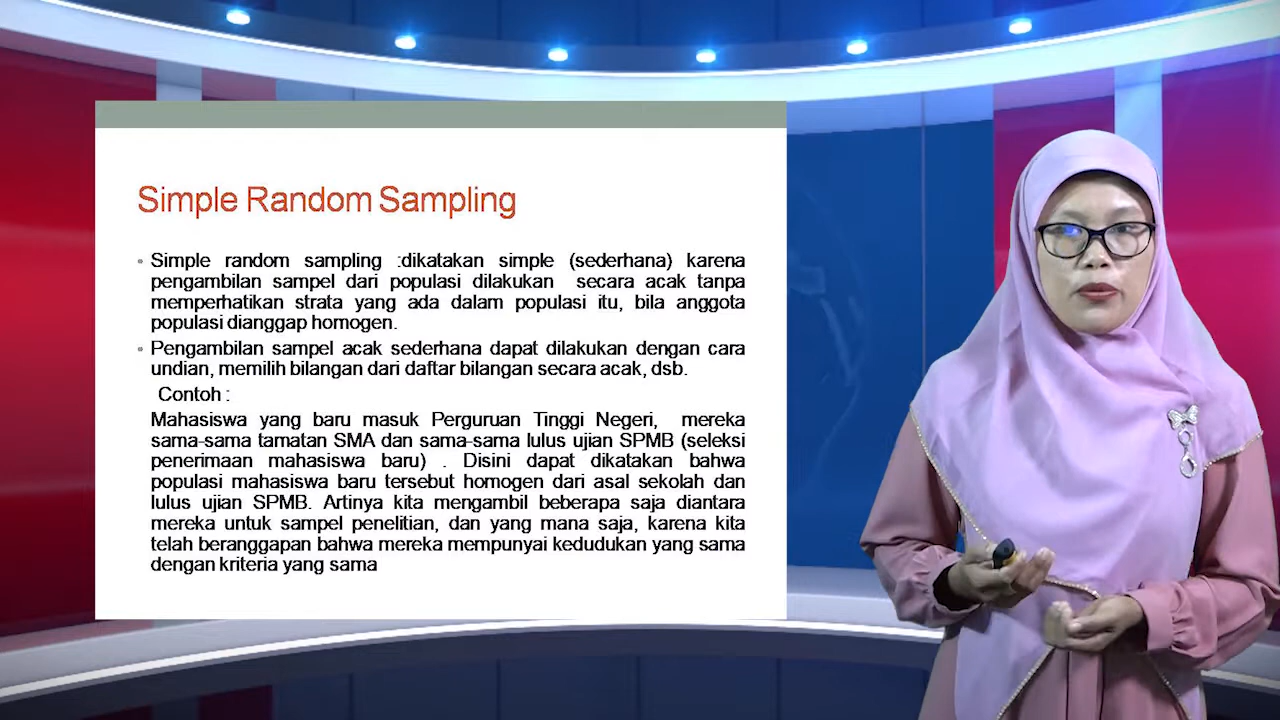 Simple Random Sampling
• Simple random sampling :dikatakan simple (sederhana) karena
pengambilan sampel dari populasi dilakukan secara acak tanpa
memperhatikan strata yang ada dalam populasi itu, bila anggota
populasi dianggap homogen.
• Pengambilan sampel acak sederhana dapat dilakukan dengan cara
undian, memilih bilangan dari daftar bilangan secara acak, dsb.
Contoh :
Mahasiswa yang baru masuk Perguruan Tinggi Negeri, mereka
sama-sama tamatan SMA dan sama-sama lulus ujian SPMB (seleksi
penerimaan mahasiswa baru) . Disini dapat dikatakan bahwa
populasi mahasiswa baru tersebut homogen dari asal sekolah dan
lulus ujian SPMB. Artinya kita mengambil beberapa saja diantara
mereka untuk sampel penelitian, dan yang mana saja, karena kita
telah beranggapan bahwa mereka mempunyai kedudukan yang sama
dengan kriteria yang sama